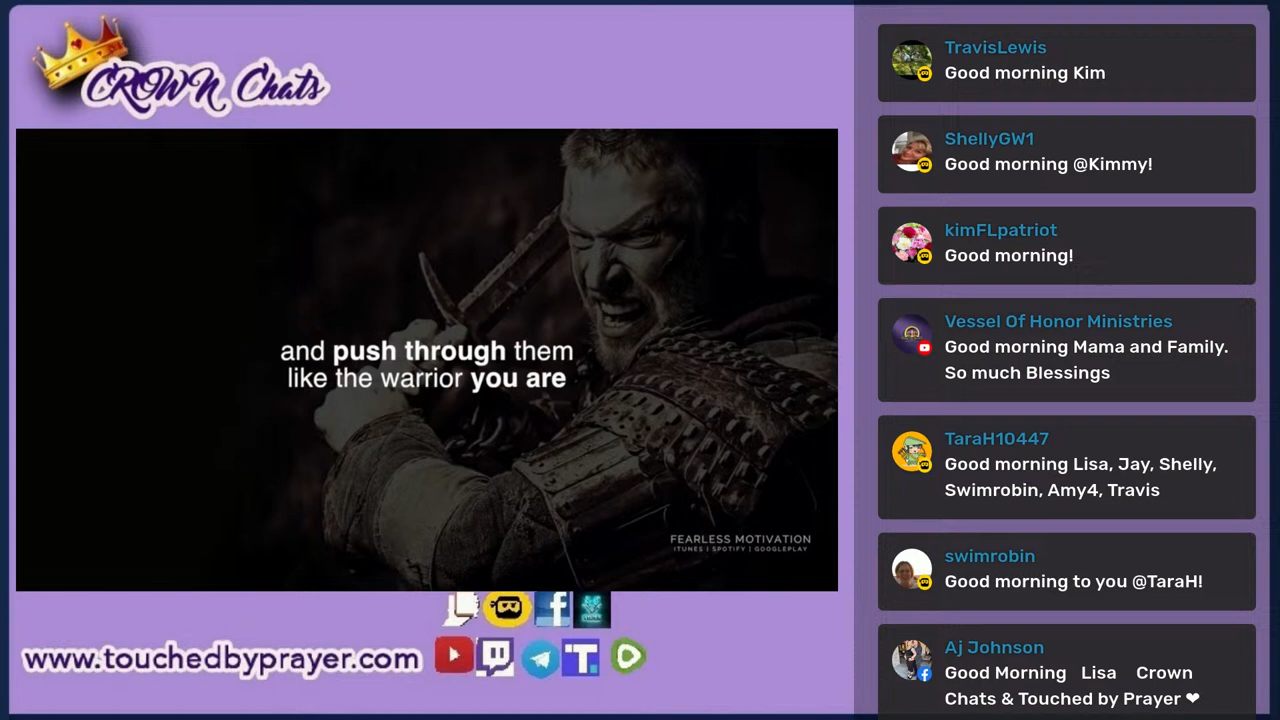 CROWN Chats
and push through them
like the warrior you are
FEARLESS MOTIVATION
ITUNES | SPOTIFY | GOOGLEPLAY
www.touchedbyprayer.com
TravisLewis
Good morning Kim
ShellyGW1
Good morning @Kimmy!
kimFLpatriot
Good morning!
Vessel Of Honor Ministries
Good morning Mama and Family.
So much Blessings
TaraH10447
Good morning Lisa, Jay, Shelly,
Swimrobin, Amy4, Travis
swimrobin
Good morning to you @TaraH!
Aj Johnson
Good Morning Lisa Crown
Chats & Touched by Prayer ❤